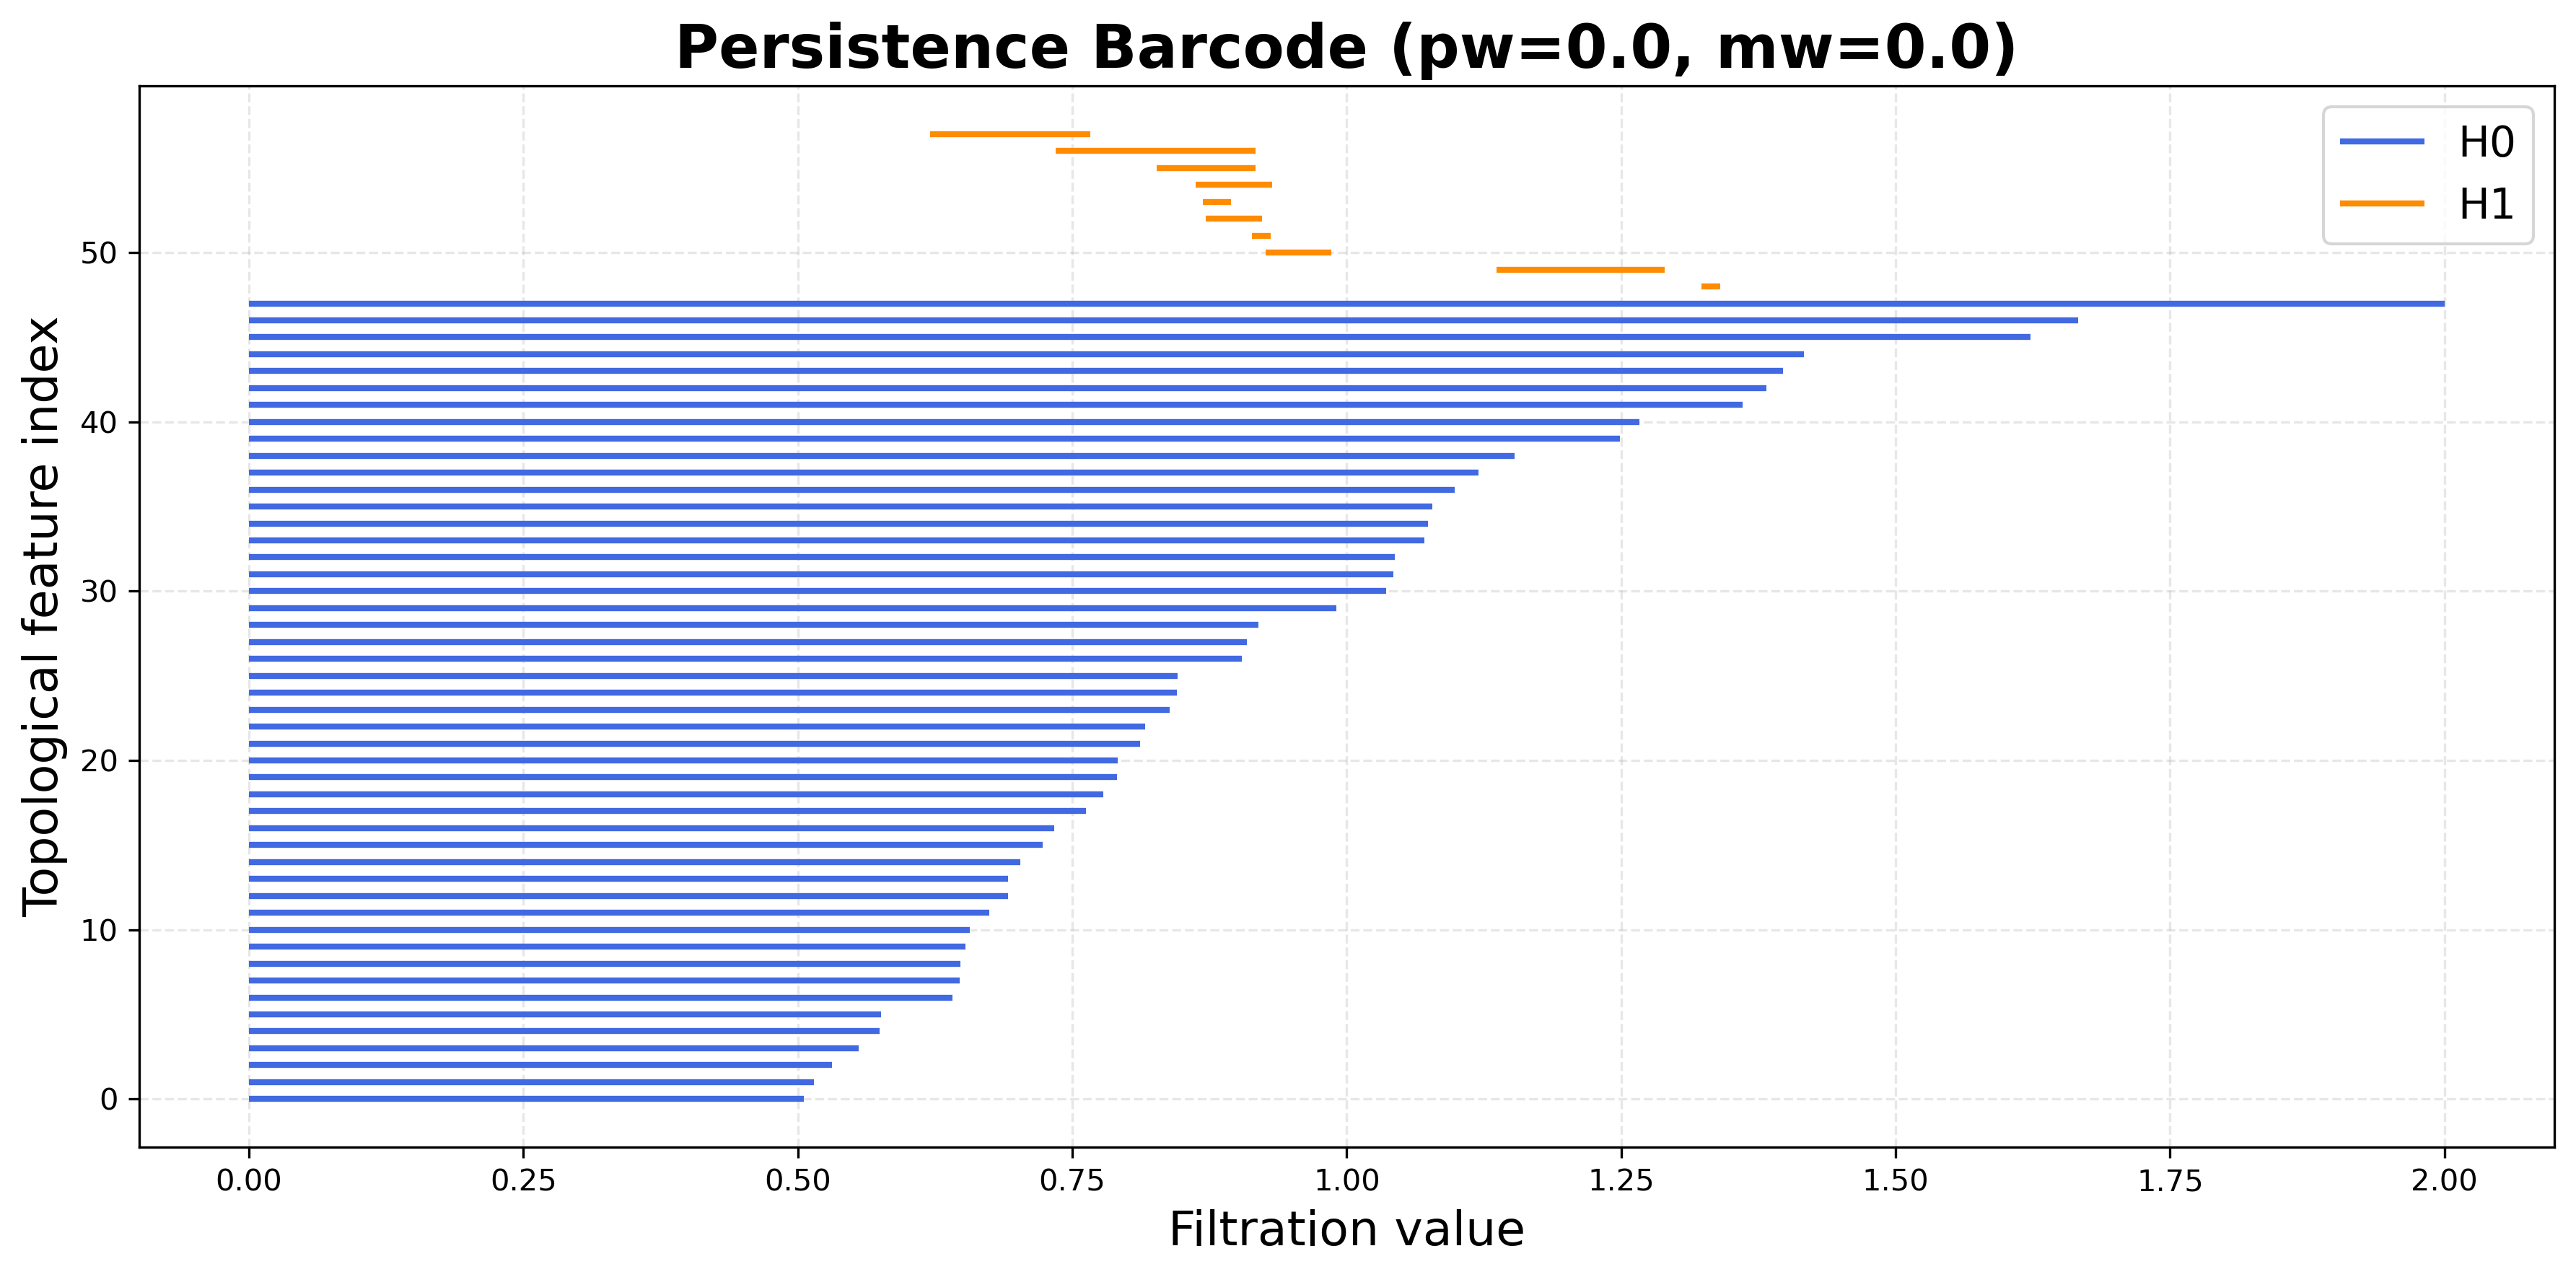 Persistence Barcode (pw=0.0, mw=0.0)
H0
H1
Topological feature index
50
40
30
20
10
0
0.00 0.25 0.50 0.75 1.00 1.25 1.50 1.75 2.00
Filtration value